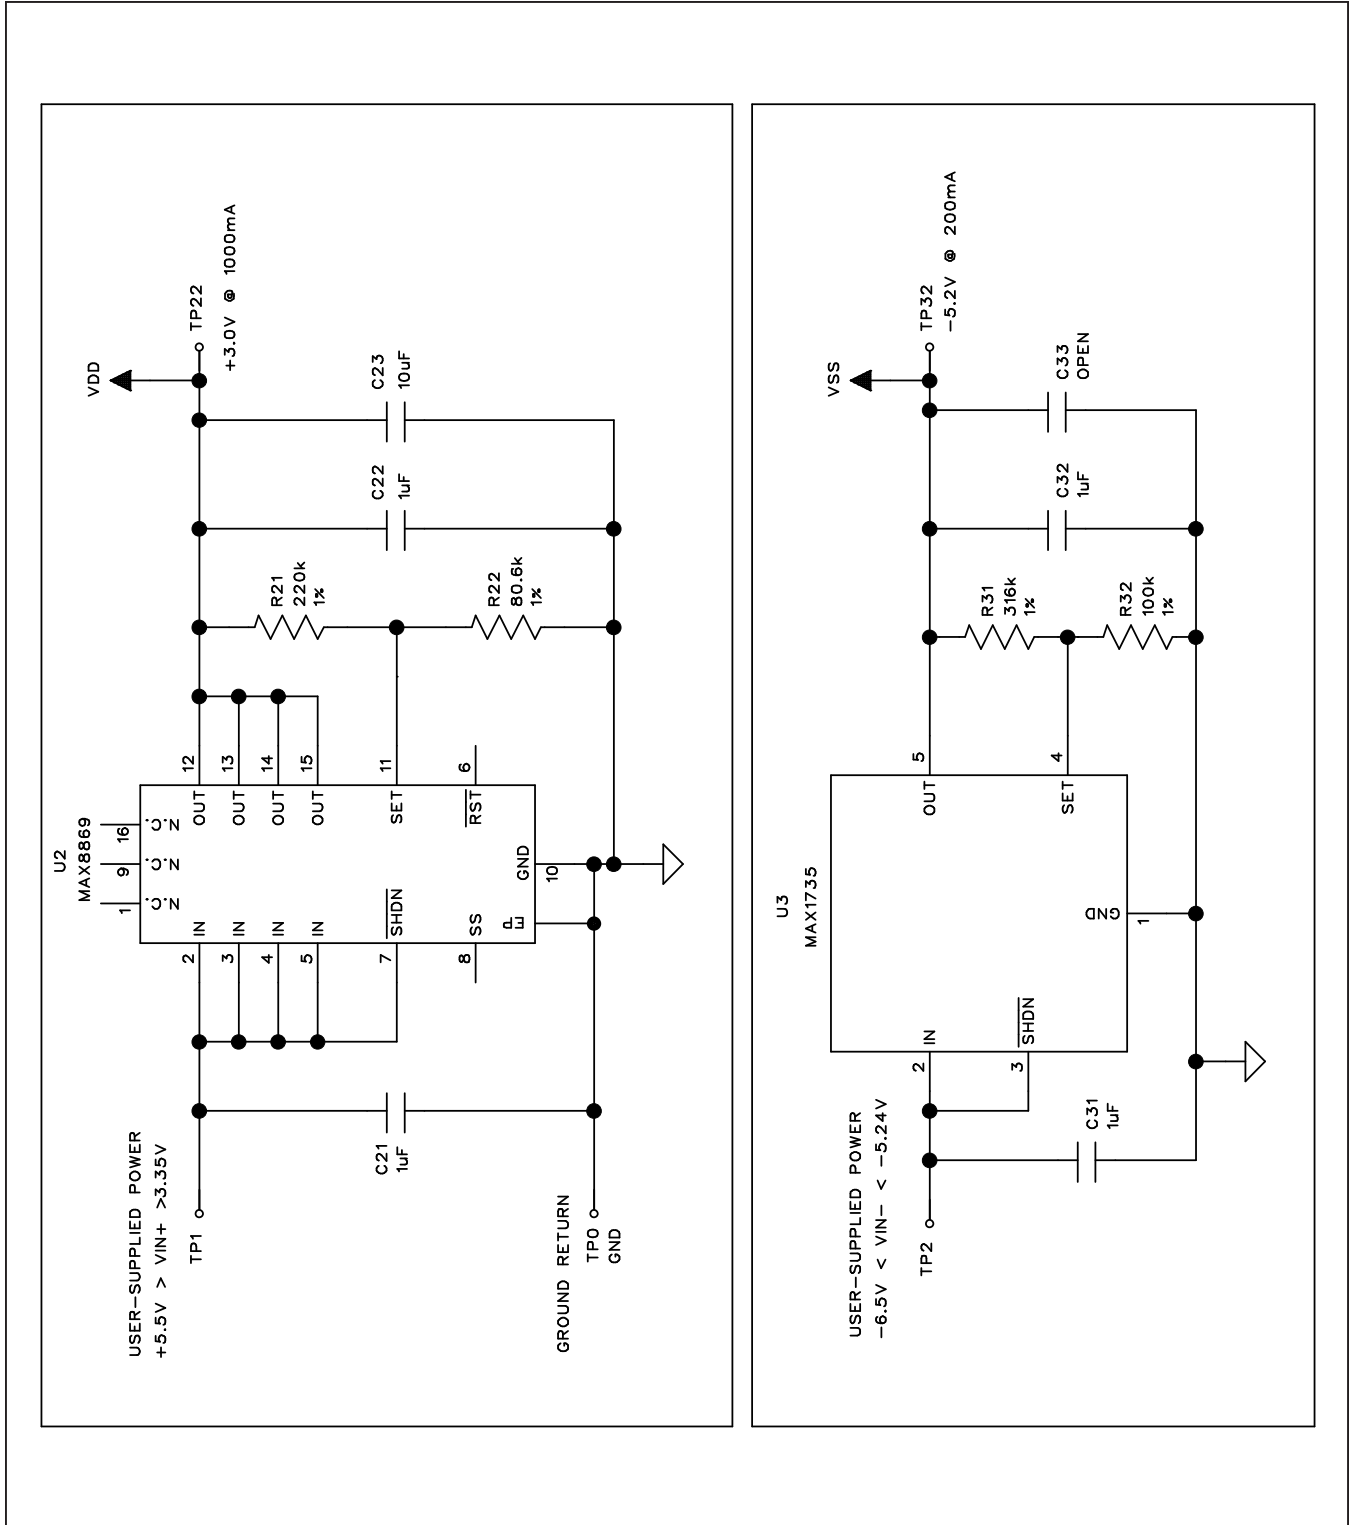 U2
MAX8869
1
9
16
N.C.
N.C.
N.C.
USER-SUPPLIED POWER
+5.5V > VIN+ >3.35V
TP1
2
IN
3
IN
4
IN
5
IN
7
SHDN
8
SS
EP
GND
10
OUT
12
OUT
13
OUT
14
OUT
15
SET
11
RST
6
C21
1uF
GROUND RETURN
TP0
GND
R21
220k
1%
R22
80.6k
1%
C22
1uF
C23
10uF
VDD
TP22
+3.0V @ 1000mA
U3
MAX1735
USER-SUPPLIED POWER
-6.5V < VIN- < -5.24V
TP2
2
IN
3
SHDN
GND
1
OUT
5
SET
4
C31
1uF
R31
316k
1%
R32
100k
1%
C32
1uF
C33
OPEN
VSS
TP32
-5.2V @ 200mA